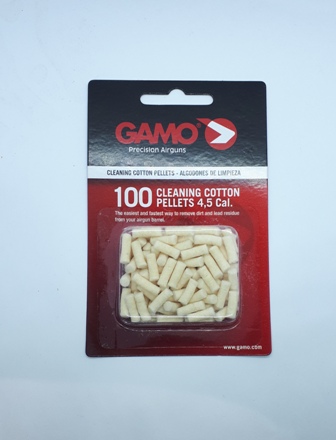 GAMO
Precision Airguns
CLEANING COTTON PELLETS - ALGODONES DE LIMPIEZA
100 CLEANING COTTON
PELLETS 4,5 Cal.
The easiest and fastest way to remove dirt and lead residue
from your airgun barrel.
www.gamo.com